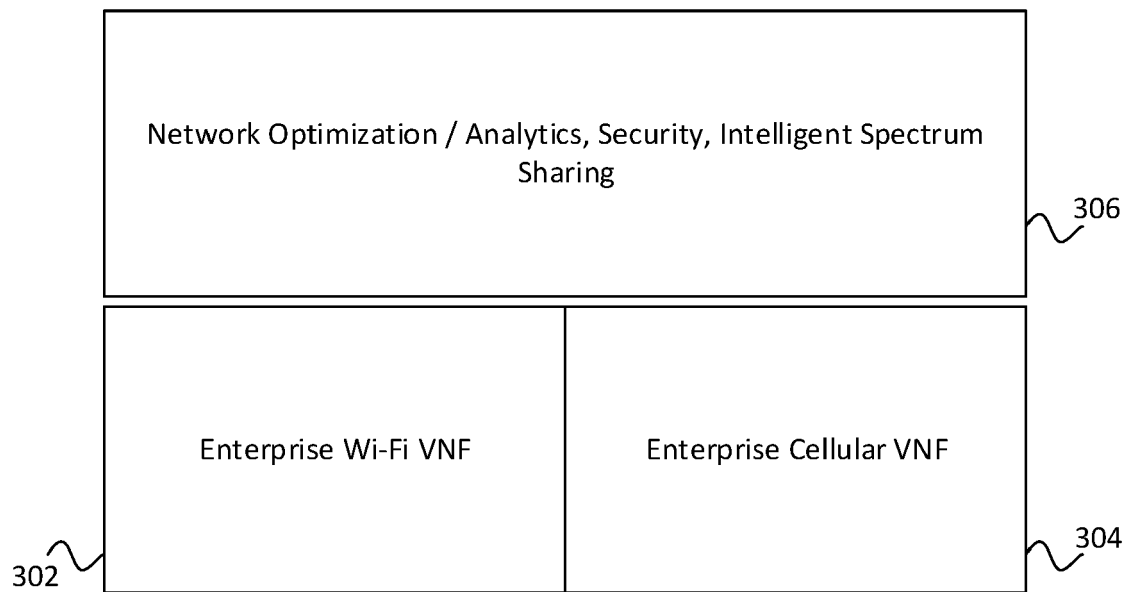 Network Optimization / Analytics, Security, Intelligent Spectrum
Sharing
306
Enterprise Wi-Fi VNF
Enterprise Cellular VNF
302
304